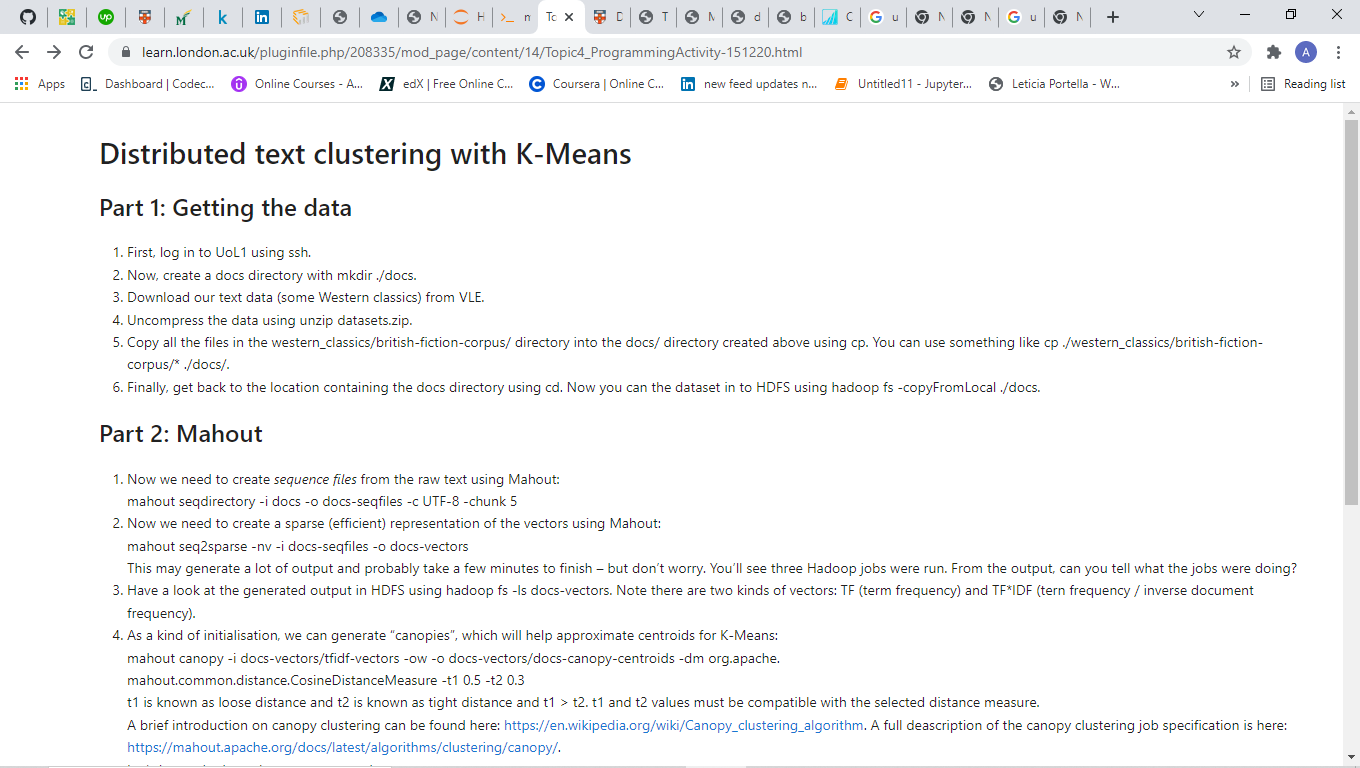 N
H
m
To
D
T
M
d
b
C
u
N
N
u
N
learn.london.ac.uk/pluginfile.php/208335/mod_page/content/14/Topic4_ProgrammingActivity-151220.html
A
Apps
Dashboard | Codec...
Online Courses - A...
edX | Free Online C...
Coursera | Online C...
new feed updates n...
Untitled11 - Jupyter...
Leticia Portella - W...
»
Reading list
Distributed text clustering with K-Means
Part 1: Getting the data
1. First, log in to UoL1 using ssh.
2. Now, create a docs directory with mkdir ./docs.
3. Download our text data (some Western classics) from VLE.
4. Uncompress the data using unzip datasets.zip.
5. Copy all the files in the western_classics/british-fiction-corpus/ directory into the docs/ directory created above using cp. You can use something like cp ./western_classics/british-fiction-
corpus/* ./docs/.
6. Finally, get back to the location containing the docs directory using cd. Now you can the dataset in to HDFS using hadoop fs -copyFromLocal ./docs.
Part 2: Mahout
1. Now we need to create sequence files from the raw text using Mahout:
mahout seqdirectory -i docs -o docs-seqfiles -c UTF-8 -chunk 5
2. Now we need to create a sparse (efficient) representation of the vectors using Mahout:
mahout seq2sparse -nv -i docs-seqfiles -o docs-vectors
This may generate a lot of output and probably take a few minutes to finish – but don't worry. You'll see three Hadoop jobs were run. From the output, can you tell what the jobs were doing?
3. Have a look at the generated output in HDFS using hadoop fs -ls docs-vectors. Note there are two kinds of vectors: TF (term frequency) and TF*IDF (tern frequency / inverse document
frequency).
4. As a kind of initialisation, we can generate "canopies", which will help approximate centroids for K-Means:
mahout canopy -i docs-vectors/tfidf-vectors -ow -o docs-vectors/docs-canopy-centroids -dm org.apache.
mahout.common.distance.CosineDistanceMeasure -t1 0.5 -t2 0.3
t1 is known as loose distance and t2 is known as tight distance and t1 > t2. t1 and t2 values must be compatible with the selected distance measure.
A brief introduction on canopy clustering can be found here: https://en.wikipedia.org/wiki/Canopy_clustering_algorithm. A full deascription of the canopy clustering job specification is here:
https://mahout.apache.org/docs/latest/algorithms/clustering/canopy/.